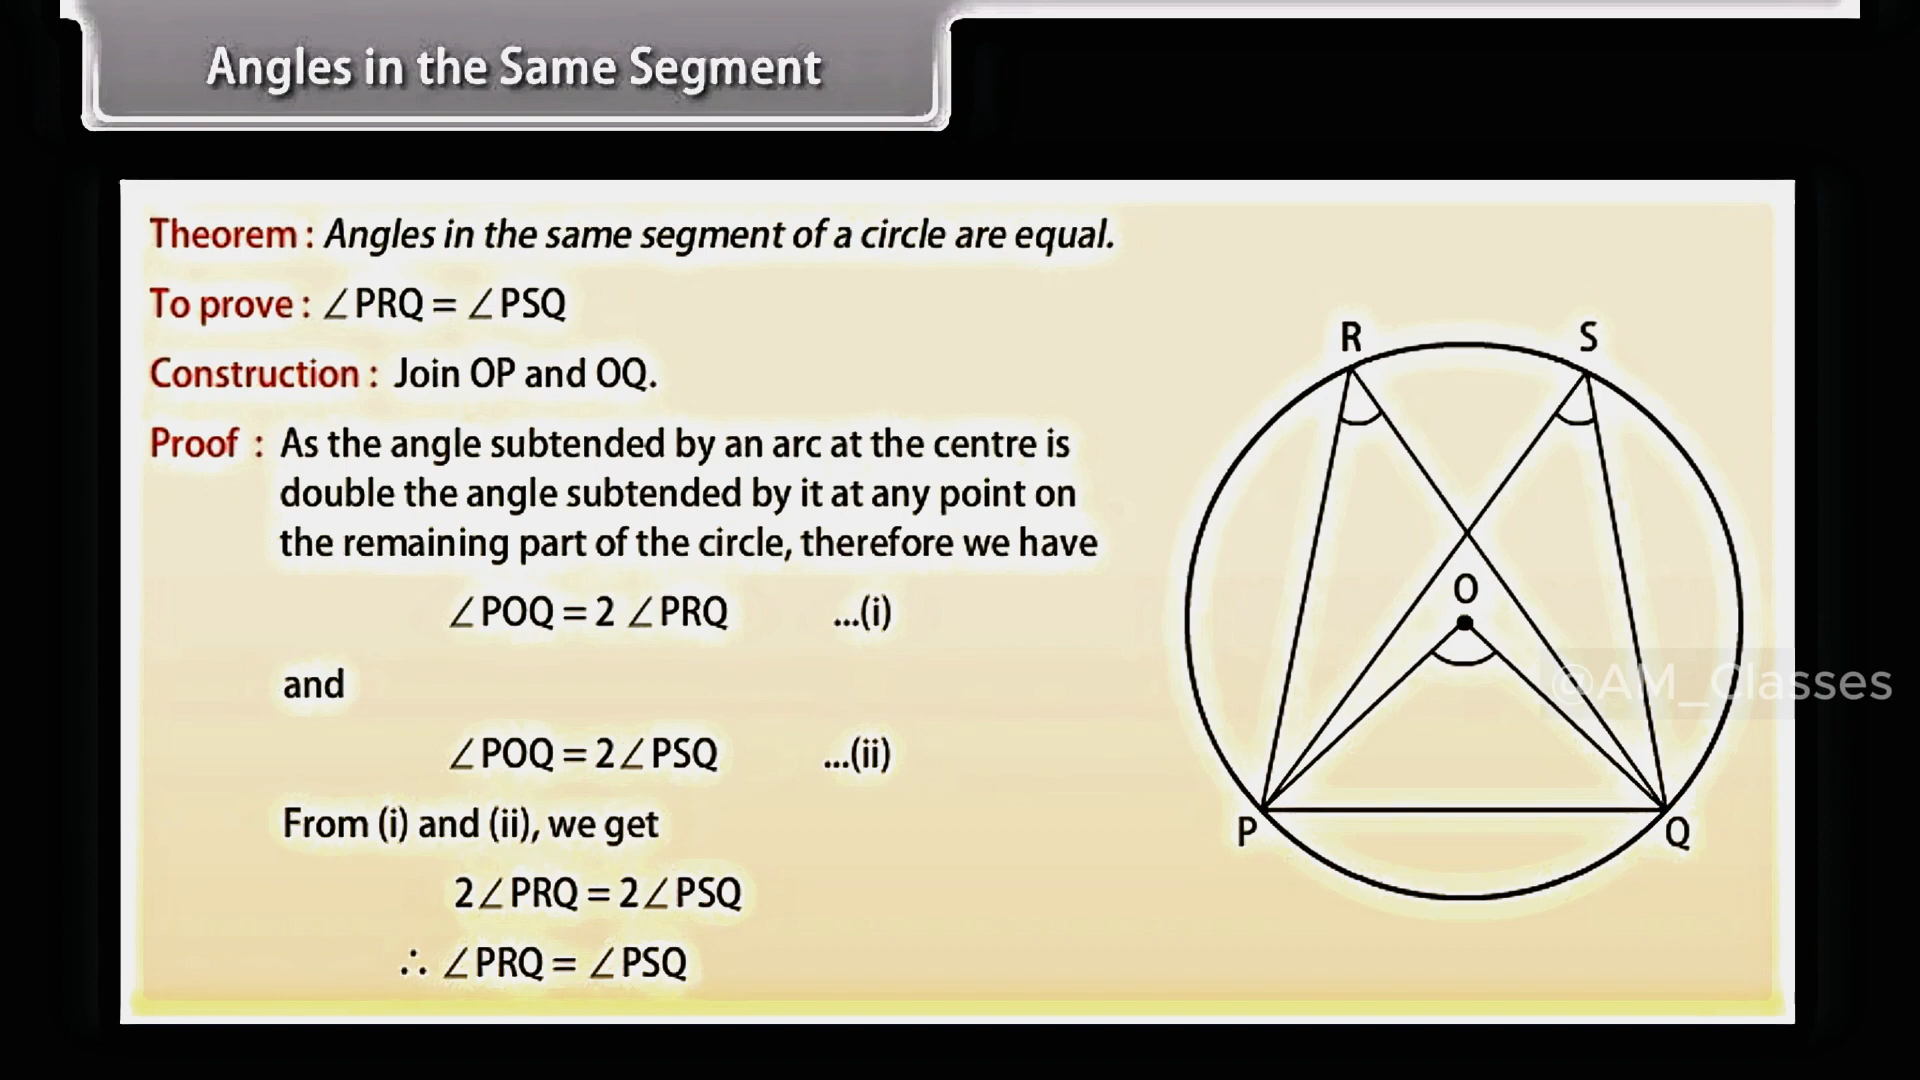 Angles in the Same Segment
Theorem : Angles in the same segment of a circle are equal.
To prove : ∠PRQ = ∠PSQ
Construction : Join OP and OQ.
Proof : As the angle subtended by an arc at the centre is
double the angle subtended by it at any point on
the remaining part of the circle, therefore we have
∠POQ = 2 ∠PRQ ...(i)
and
∠POQ = 2∠PSQ ...(ii)
From (i) and (ii), we get
2∠PRQ = 2∠PSQ
∴ ∠PRQ = ∠PSQ
R S
O
@AM_Classes
P Q